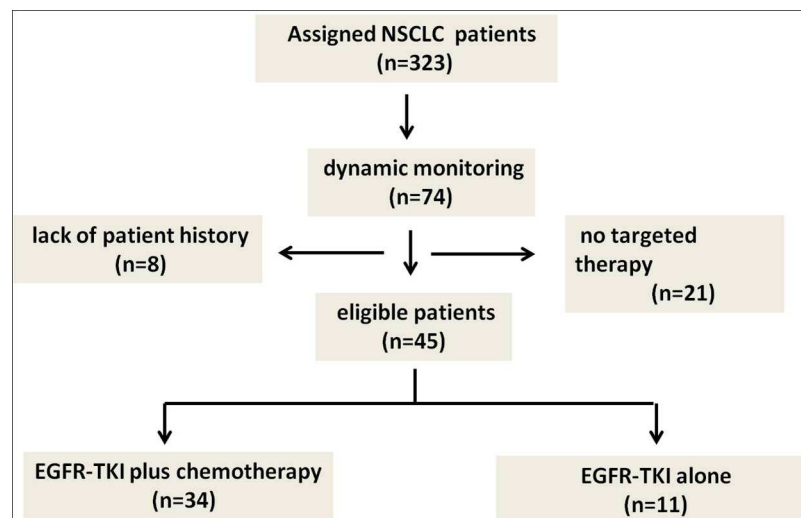 Assigned NSCLC patients
(n=323)
dynamic monitoring
(n=74)
lack of patient history
(n=8)
no targeted
therapy
(n=21)
eligible patients
(n=45)
EGFR-TKI plus chemotherapy
(n=34)
EGFR-TKI alone
(n=11)